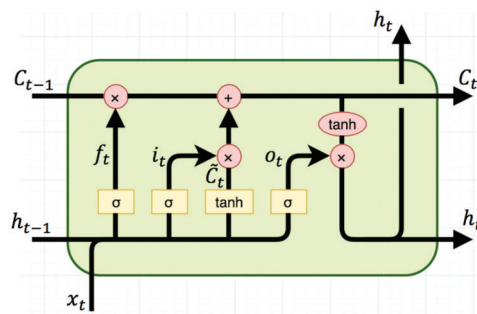 h_t
C_{t-1} × + C_t
tanh
f_t i_t × o_t ×
C̃_t
σ σ tanh σ
h_{t-1} h_t
x_t